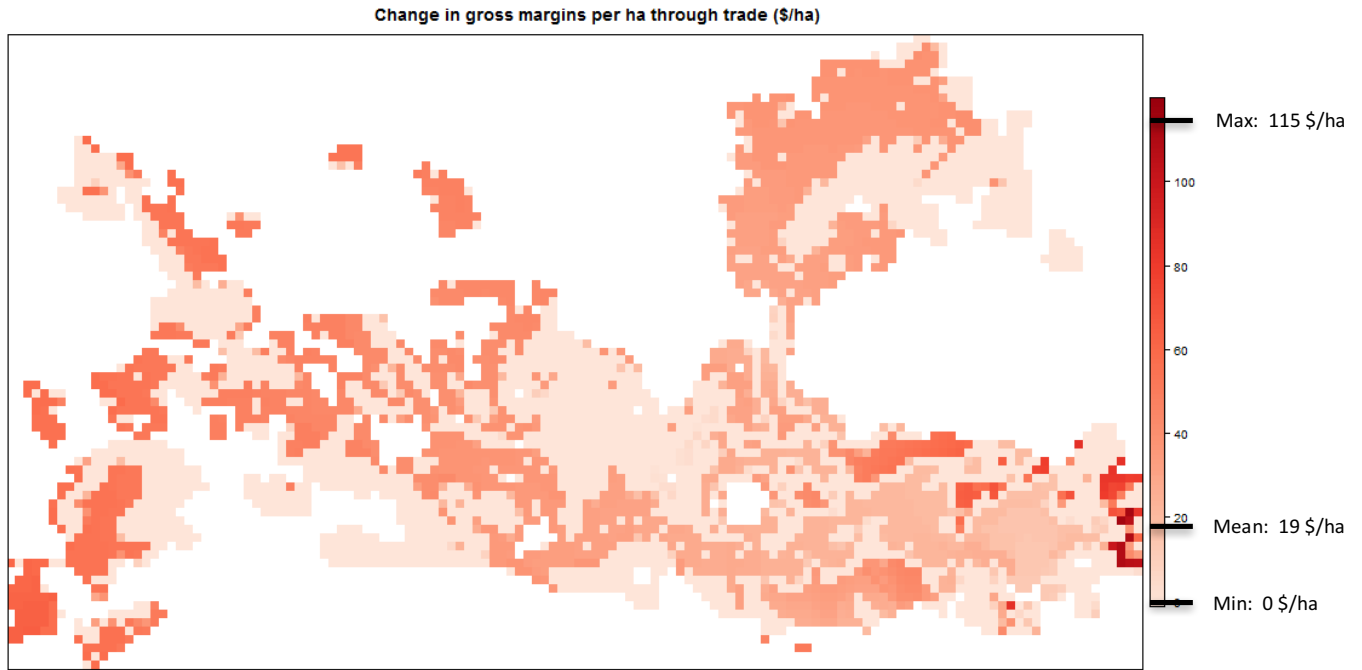 Change in gross margins per ha through trade ($/ha)
Max: 115 $/ha
100
80
60
40
20
Mean: 19 $/ha
Min: 0 $/ha